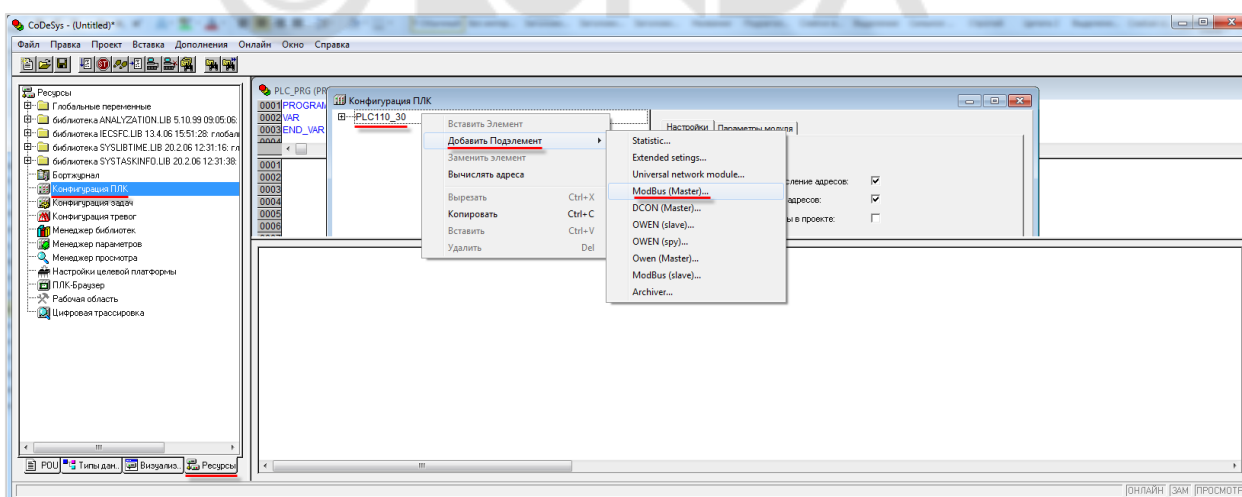 CoDeSys - (Untitled)*
Файл Правка Проект Вставка Дополнения Онлайн Окно Справка
Ресурсы
Глобальные переменные
библиотека ANALYZATION.LIB 5.10.99 09:05:06:
библиотека IECSFC.LIB 13.4.06 15:51:28: глобал
библиотека SYSLIBTIME.LIB 20.2.06 12:31:16: гл
библиотека SYSTASKINFO.LIB 20.2.06 12:31:38:
Бортжурнал
Конфигурация ПЛК
Конфигурация задач
Конфигурация тревог
Менеджер библиотек
Менеджер параметров
Менеджер просмотра
Настройки целевой платформы
ПЛК-Браузер
Рабочая область
Цифровая трассировка
POU Типы дан.. Визуализ.. Ресурсы
PLC_PRG (PR
0001 PROGRAM
0002 VAR
0003 END_VAR
0004
0001
0002
0003
0004
0005
0006
Конфигурация ПЛК
PLC110_30
Настройки Параметры модуля
сление адресов:
адресов:
ы в проекте:
Вставить Элемент
Добавить Подэлемент
Заменить элемент
Вычислять адреса
Вырезать Ctrl+X
Копировать Ctrl+C
Вставить Ctrl+V
Удалить Del
Statistic...
Extended setings...
Universal network module...
ModBus (Master)...
DCON (Master)...
OWEN (slave)...
OWEN (spy)...
Owen (Master)...
ModBus (slave)...
Archiver...
ОНЛАЙН ЗАМ ПРОСМОТР